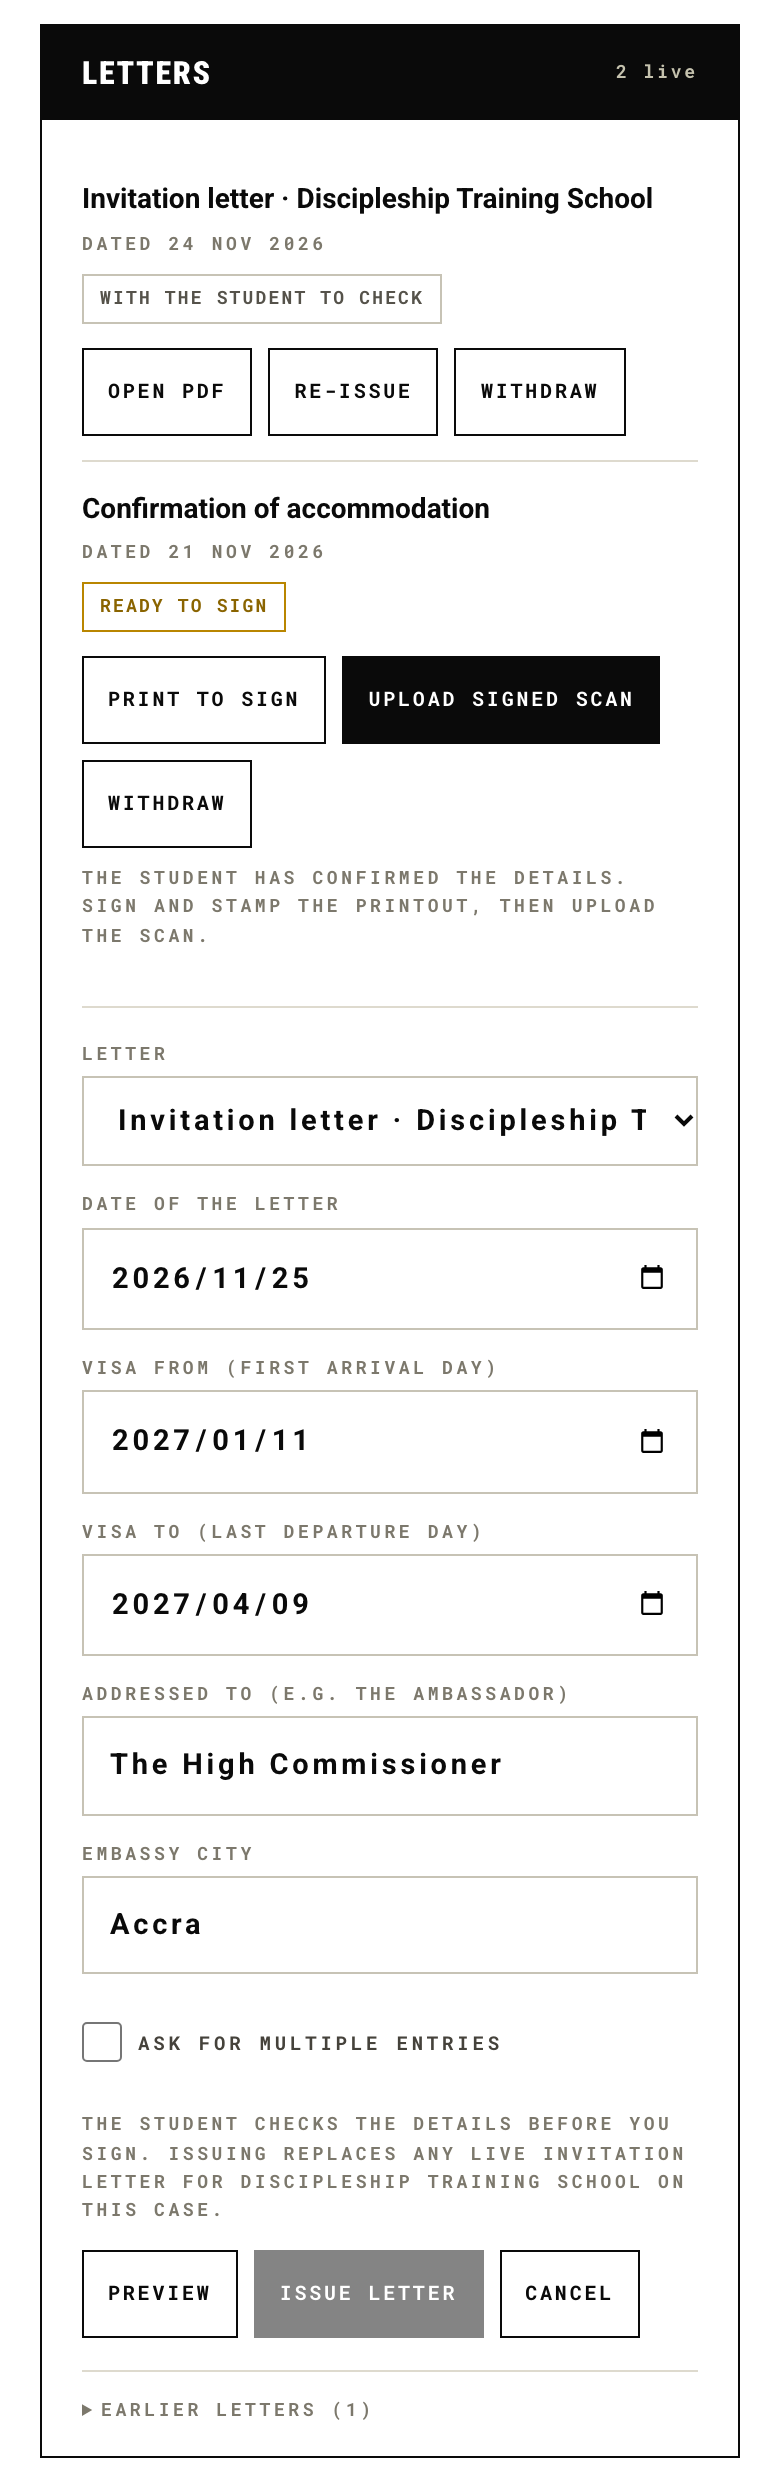 LETTERS
2 live
Invitation letter · Discipleship Training School
DATED 24 NOV 2026
WITH THE STUDENT TO CHECK
OPEN PDF
RE-ISSUE
WITHDRAW
Confirmation of accommodation
DATED 21 NOV 2026
READY TO SIGN
PRINT TO SIGN
UPLOAD SIGNED SCAN
WITHDRAW
THE STUDENT HAS CONFIRMED THE DETAILS.
SIGN AND STAMP THE PRINTOUT, THEN UPLOAD
THE SCAN.
LETTER
Invitation letter · Discipleship T
DATE OF THE LETTER
2026/11/25
VISA FROM (FIRST ARRIVAL DAY)
2027/01/11
VISA TO (LAST DEPARTURE DAY)
2027/04/09
ADDRESSED TO (E.G. THE AMBASSADOR)
The High Commissioner
EMBASSY CITY
Accra
ASK FOR MULTIPLE ENTRIES
THE STUDENT CHECKS THE DETAILS BEFORE YOU
SIGN. ISSUING REPLACES ANY LIVE INVITATION
LETTER FOR DISCIPLESHIP TRAINING SCHOOL ON
THIS CASE.
PREVIEW
ISSUE LETTER
CANCEL
EARLIER LETTERS (1)